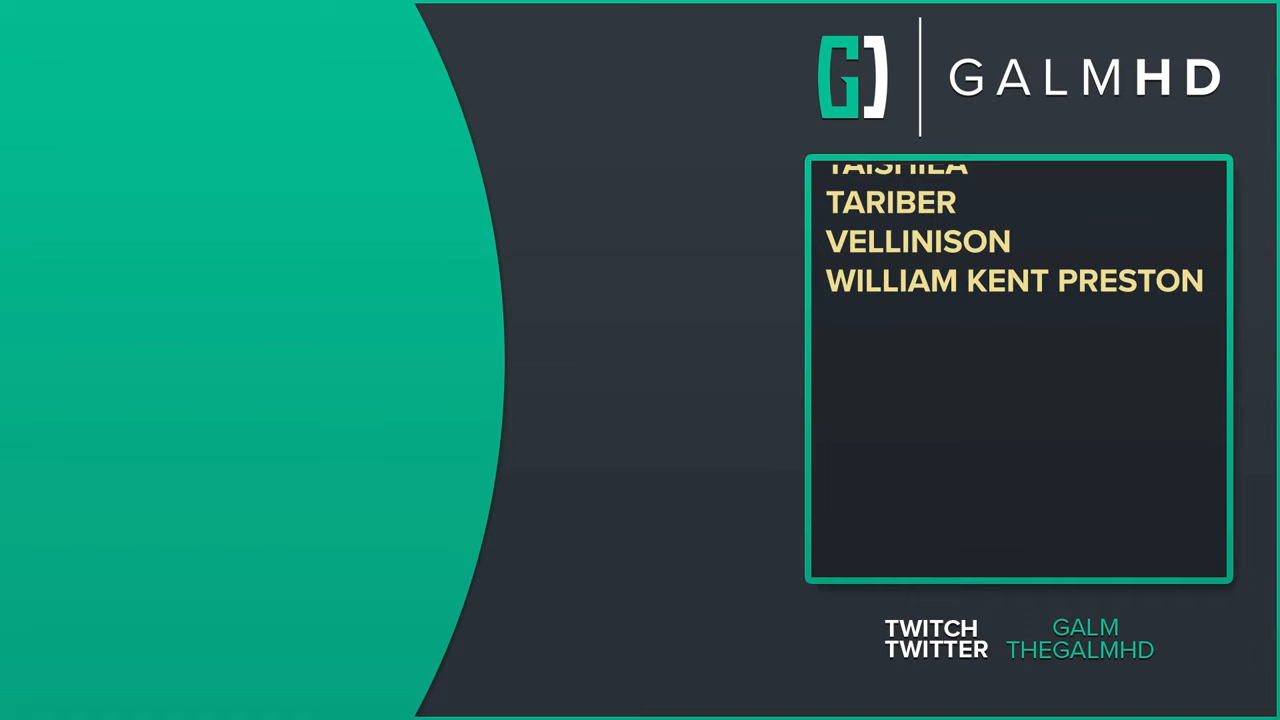 GALMHD
TARIBER
VELLINISON
WILLIAM KENT PRESTON
TWITCH GALM
TWITTER THEGALMHD